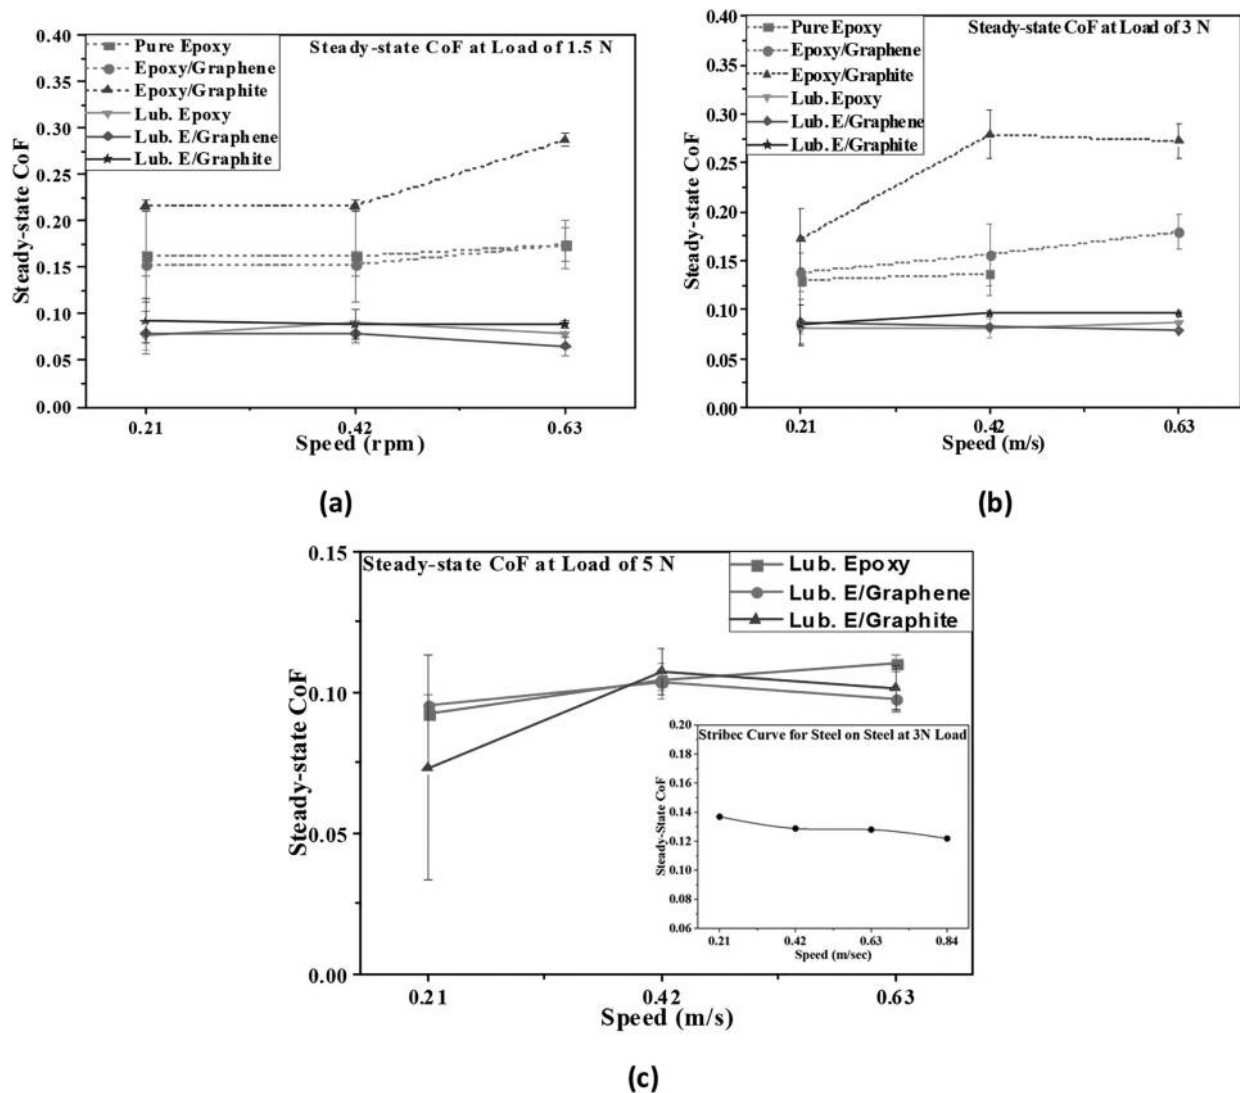 Steady-state CoF at Load of 1.5 N
Pure Epoxy
Epoxy/Graphene
Epoxy/Graphite
Lub. Epoxy
Lub. E/Graphene
Lub. E/Graphite
0.40
0.35
0.30
0.25
0.20
0.15
0.10
0.05
0.00
Steady-state CoF
0.21
0.42
0.63
Speed (rpm)
(a)
Steady-state CoF at Load of 3 N
Pure Epoxy
Epoxy/Graphene
Epoxy/Graphite
Lub. Epoxy
Lub. E/Graphene
Lub. E/Graphite
0.40
0.35
0.30
0.25
0.20
0.15
0.10
0.05
0.00
Steady-state CoF
0.21
0.42
0.63
Speed (m/s)
(b)
Steady-state CoF at Load of 5 N
Lub. Epoxy
Lub. E/Graphene
Lub. E/Graphite
0.15
0.10
0.05
0.00
Steady-state CoF
Stribec Curve for Steel on Steel at 3N Load
0.20
0.18
0.16
0.14
0.12
0.10
0.08
0.06
Steady-State CoF
0.21
0.42
0.63
0.84
Speed (m/sec)
0.21
0.42
0.63
Speed (m/s)
(c)